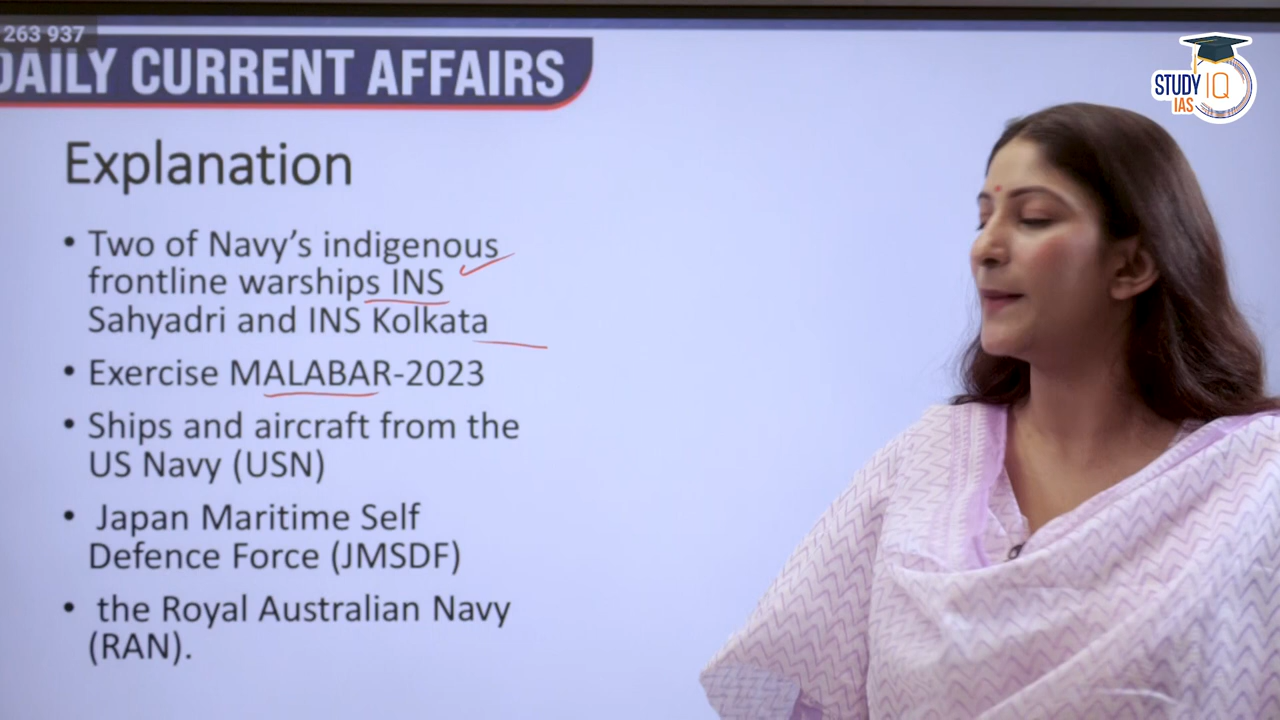 263 937
DAILY CURRENT AFFAIRS
STUDY IQ
IAS
Explanation
• Two of Navy’s indigenous
frontline warships INS
Sahyadri and INS Kolkata
• Exercise MALABAR-2023
• Ships and aircraft from the
US Navy (USN)
• Japan Maritime Self
Defence Force (JMSDF)
• the Royal Australian Navy
(RAN).